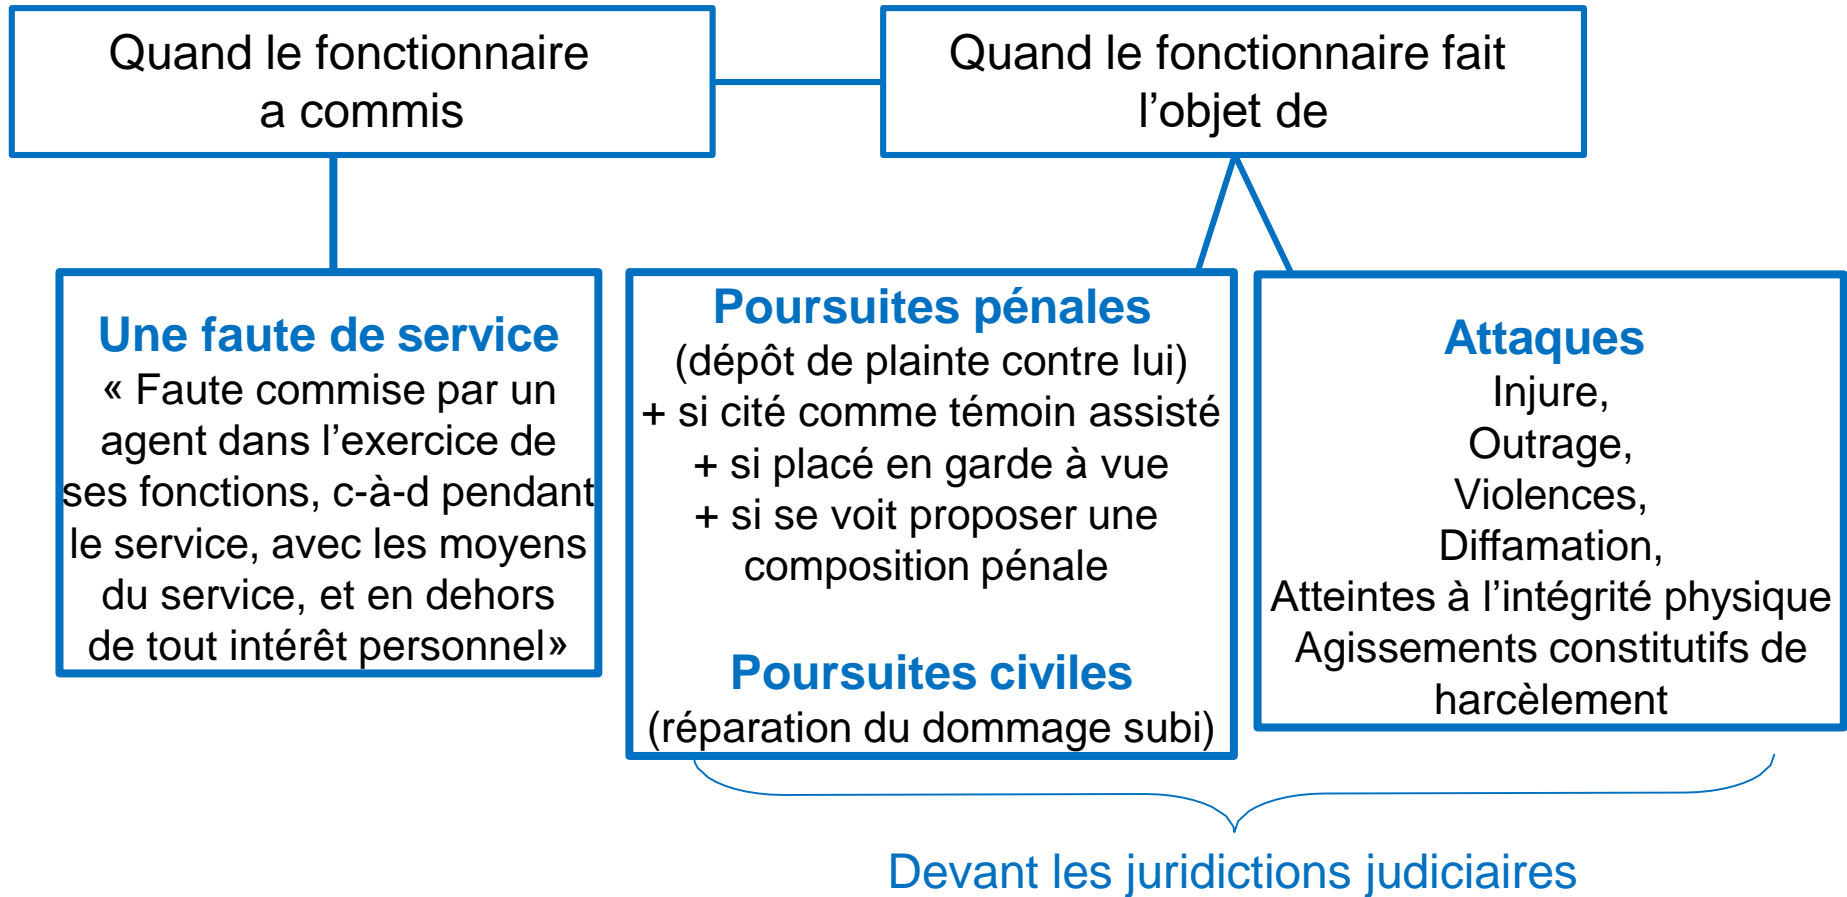 Quand le fonctionnaire
a commis
Quand le fonctionnaire fait
l’objet de
Une faute de service
« Faute commise par un
agent dans l’exercice de
ses fonctions, c-à-d pendant
le service, avec les moyens
du service, et en dehors
de tout intérêt personnel»
Poursuites pénales
(dépôt de plainte contre lui)
+ si cité comme témoin assisté
+ si placé en garde à vue
+ si se voit proposer une
composition pénale
Poursuites civiles
(réparation du dommage subi)
Attaques
Injure,
Outrage,
Violences,
Diffamation,
Atteintes à l’intégrité physique
Agissements constitutifs de
harcèlement
Devant les juridictions judiciaires